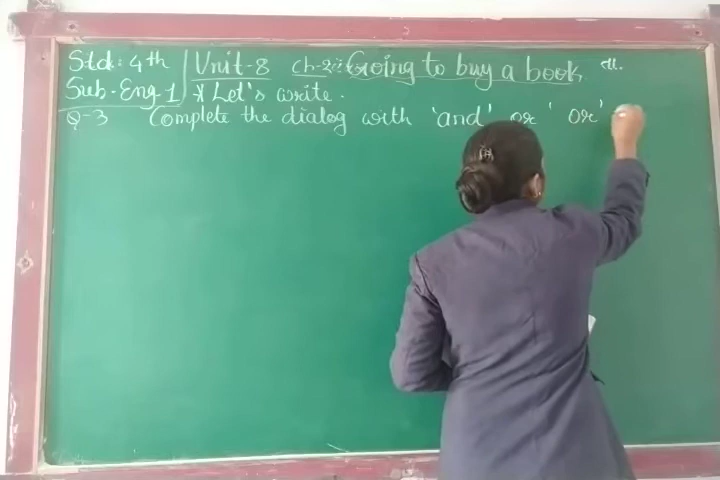 Std: 4th Unit-8 Ch-2: Going to buy a book
Sub-Eng-1 * Let's write.
Q-3 Complete the dialog with 'and' or 'or'